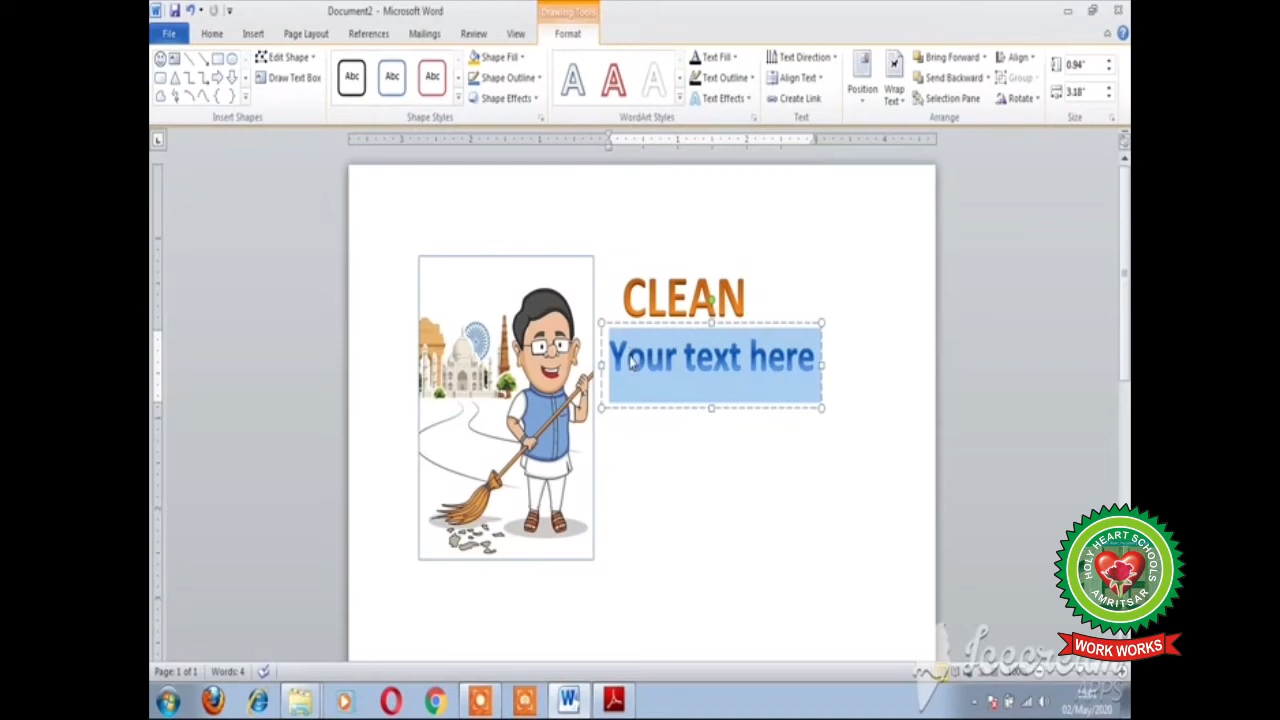 Document2 - Microsoft Word
Drawing Tools
File Home Insert Page Layout References Mailings Review View Format
Edit Shape
Draw Text Box
Insert Shapes
Abc Abc Abc
Shape Fill
Shape Outline
Shape Effects
Shape Styles
A A A
Text Fill
Text Outline
Text Effects
WordArt Styles
Text Direction
Align Text
Create Link
Text
Position
Wrap Text
Bring Forward
Send Backward
Selection Pane
Align
Group
Rotate
Arrange
0.94"
3.18"
Size
CLEAN
Your text here
HOLY HEART SCHOOLS
AMRITSAR
WORK WORKS
Page: 1 of 1 Words: 4
APPS
02/May/2020